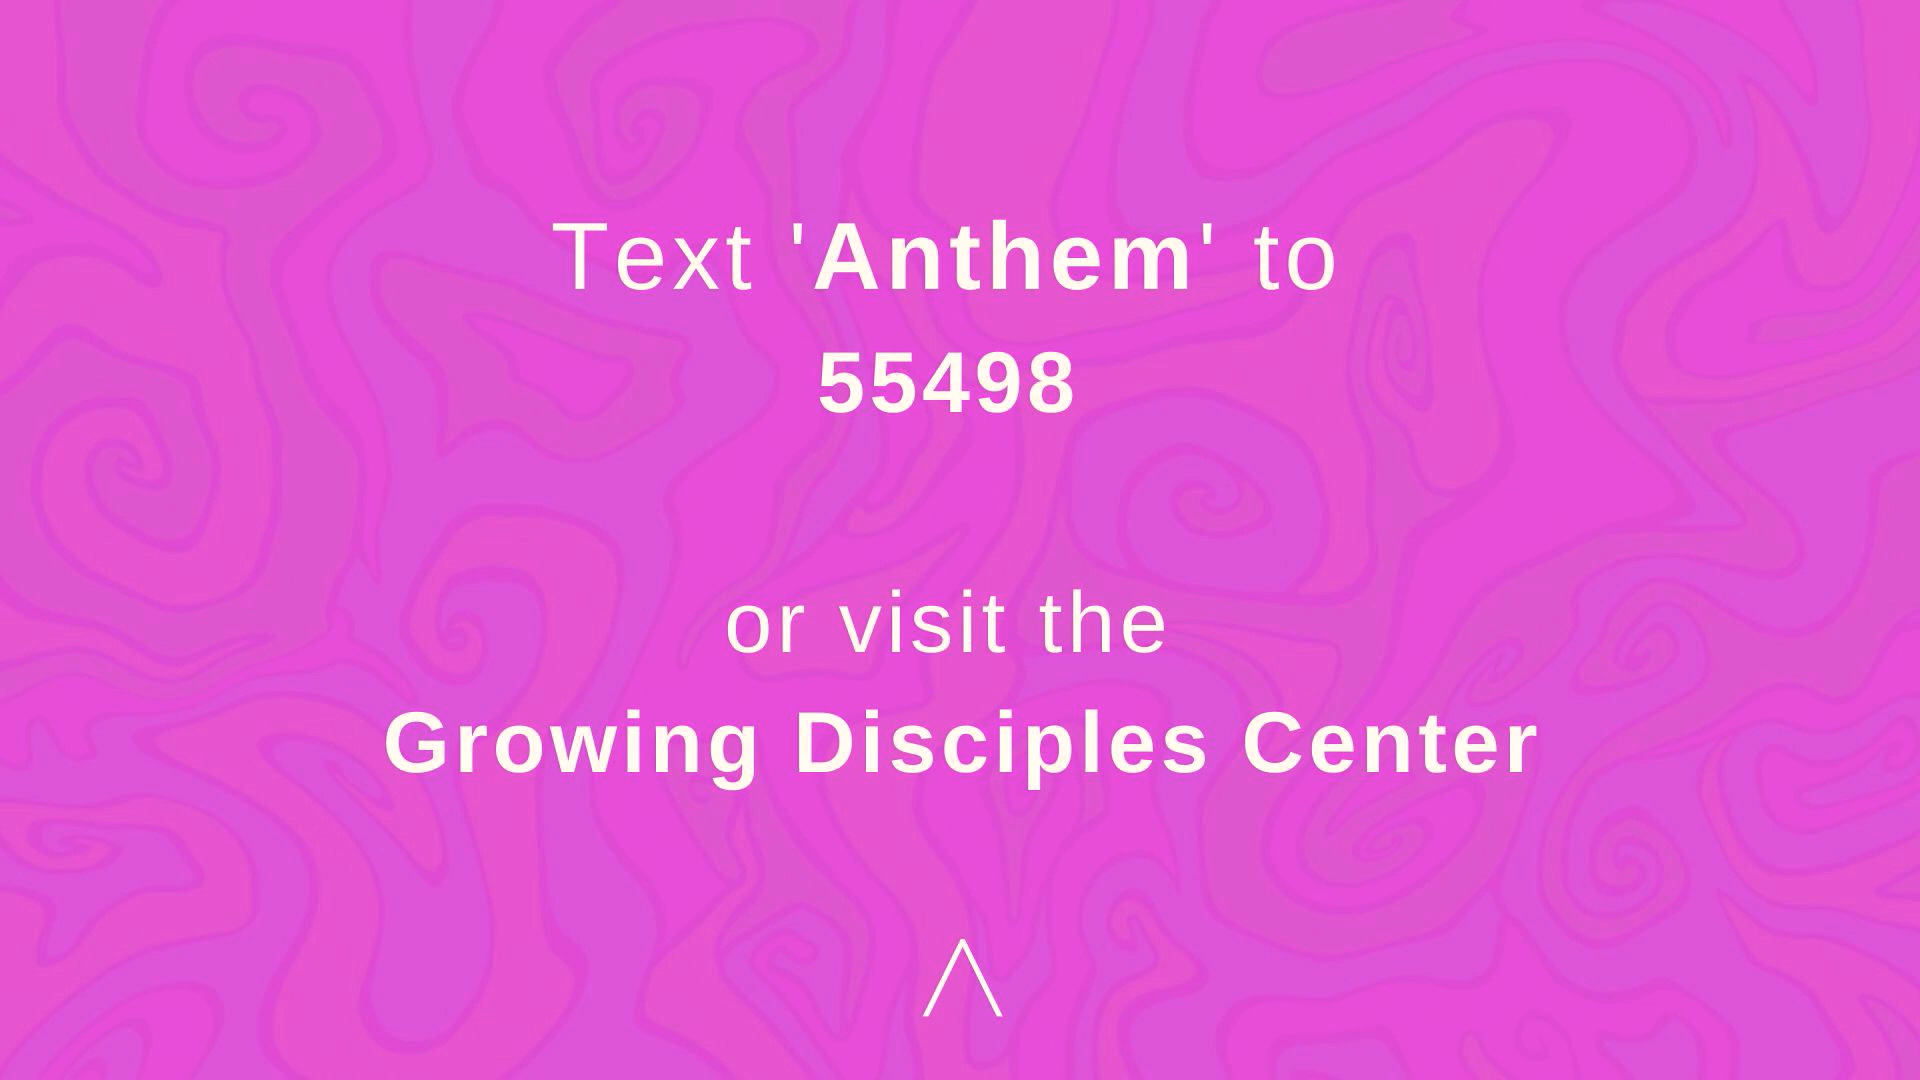 Text 'Anthem' to
55498
or visit the
Growing Disciples Center